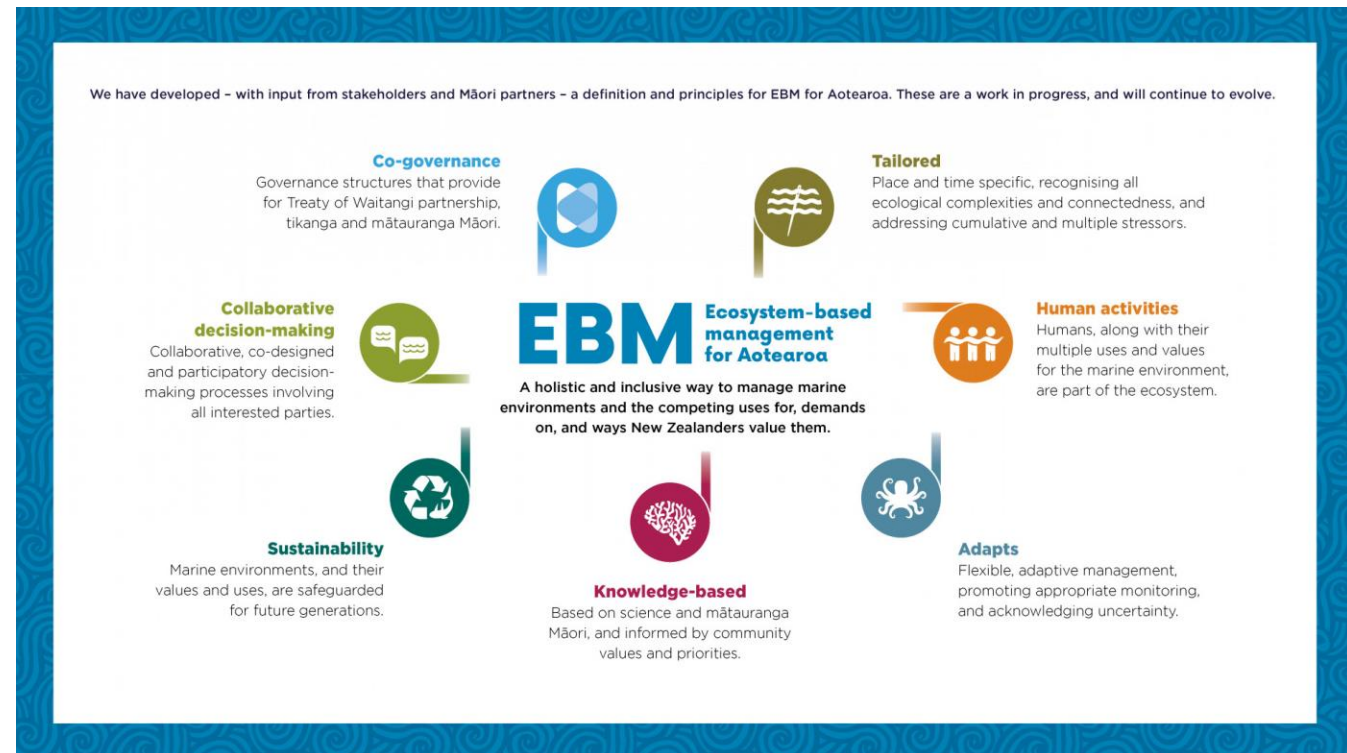 We have developed – with input from stakeholders and Māori partners – a definition and principles for EBM for Aotearoa. These are a work in progress, and will continue to evolve.
Co-governance
Governance structures that provide
for Treaty of Waitangi partnership,
tikanga and mātauranga Māori.
Tailored
Place and time specific, recognising all
ecological complexities and connectedness, and
addressing cumulative and multiple stressors.
Collaborative
decision-making
Collaborative, co-designed
and participatory decision-
making processes involving
all interested parties.
EBM
Ecosystem-based
management
for Aotearoa
A holistic and inclusive way to manage marine
environments and the competing uses for, demands
on, and ways New Zealanders value them.
Human activities
Humans, along with their
multiple uses and values
for the marine environment,
are part of the ecosystem.
Sustainability
Marine environments, and their
values and uses, are safeguarded
for future generations.
Knowledge-based
Based on science and mātauranga
Māori, and informed by community
values and priorities.
Adapts
Flexible, adaptive management,
promoting appropriate monitoring,
and acknowledging uncertainty.